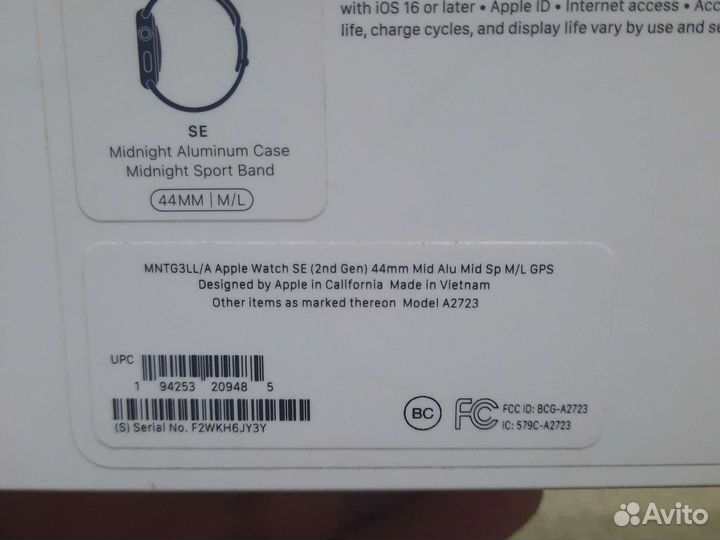 with iOS 16 or later • Apple ID • Internet access •
life, charge cycles, and display life vary by use and
SE
Midnight Aluminum Case
Midnight Sport Band
44MM | M/L
MNTG3LL/A Apple Watch SE (2nd Gen) 44mm Mid Alu Mid Sp M/L GPS
Designed by Apple in California Made in Vietnam
Other items as marked thereon Model A2723
UPC
1 94253 20948 5
(S) Serial No. F2WKH6JY3Y
BC
FC
FCC ID: BCG-A2723
IC: 579C-A2723
Avito